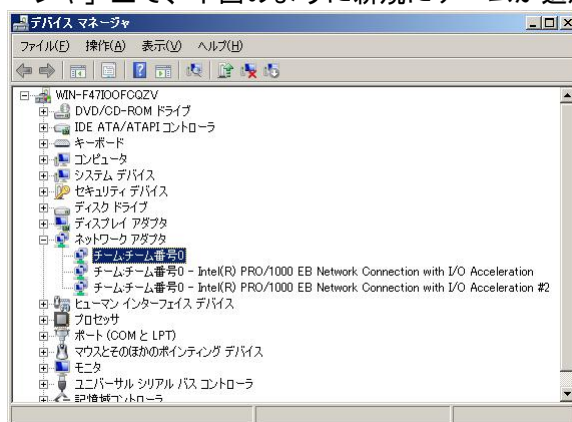 デバイス マネージャ
ファイル(F) 操作(A) 表示(V) ヘルプ(H)
WIN-F47IOOFCQZV
DVD/CD-ROM ドライブ
IDE ATA/ATAPI コントローラ
キーボード
コンピュータ
システム デバイス
セキュリティ デバイス
ディスク ドライブ
ディスプレイ アダプタ
ネットワーク アダプタ
チーム:チーム番号0
チーム:チーム番号0 - Intel(R) PRO/1000 EB Network Connection with I/O Acceleration
チーム:チーム番号0 - Intel(R) PRO/1000 EB Network Connection with I/O Acceleration #2
ヒューマン インターフェイス デバイス
プロセッサ
ポート (COM と LPT)
マウスとそのほかのポインティング デバイス
モニタ
ユニバーサル シリアル バス コントローラ
記憶域コントローラ